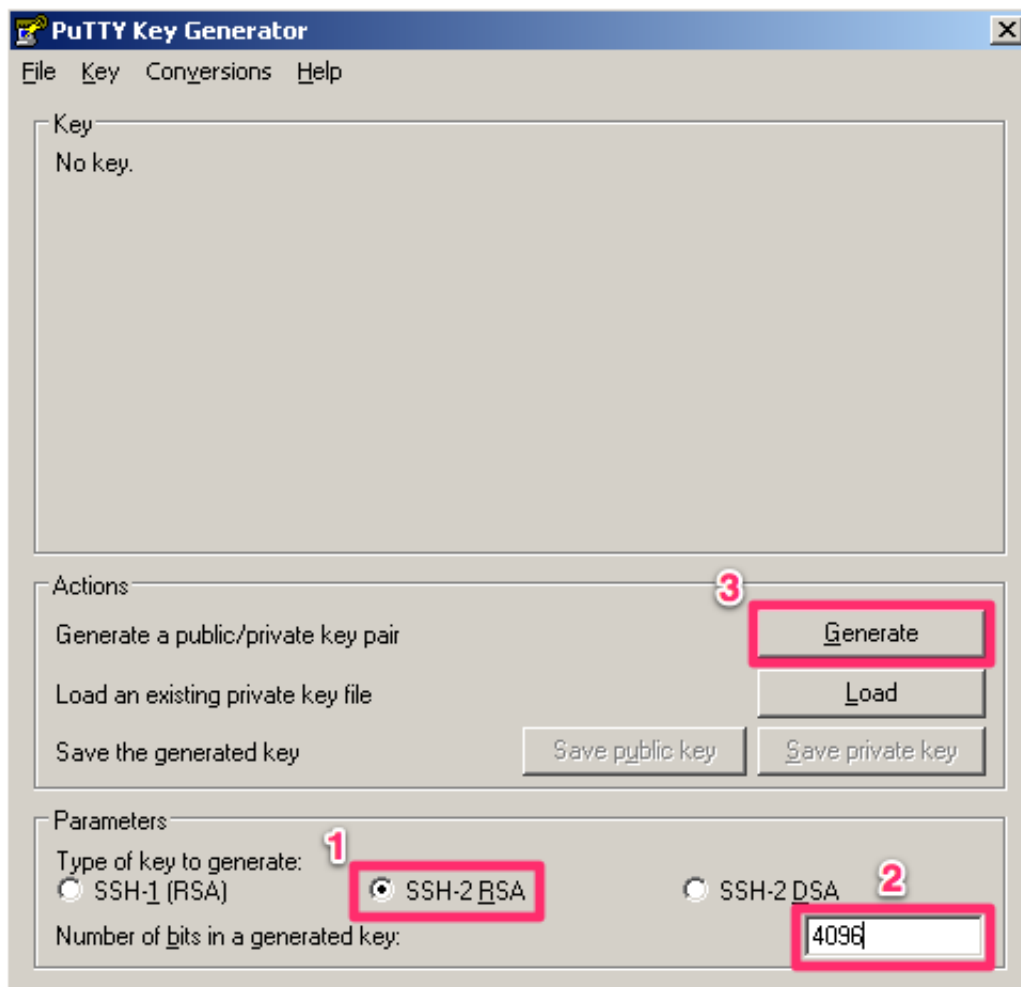 PuTTY Key Generator
File Key Conversions Help
Key
No key.
Actions
3
Generate a public/private key pair Generate
Load an existing private key file Load
Save the generated key Save public key Save private key
Parameters
1
Type of key to generate:
SSH-1 (RSA) SSH-2 RSA SSH-2 DSA
2
Number of bits in a generated key: 4096